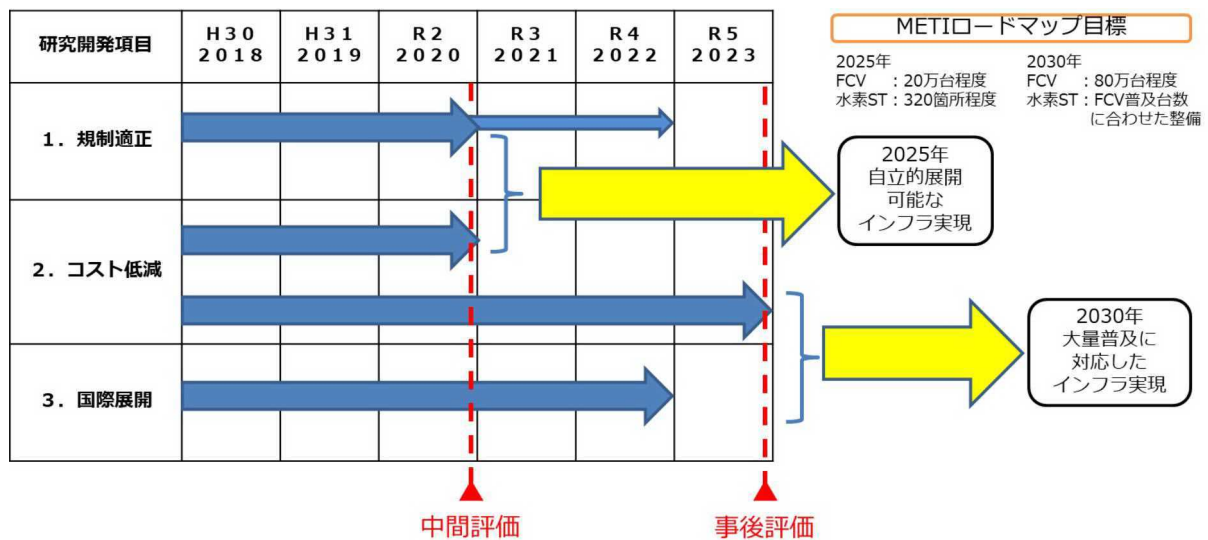 研究開発項目
H30
2018
H31
2019
R2
2020
R3
2021
R4
2022
R5
2023
1．規制適正
2．コスト低減
3．国際展開
中間評価
事後評価
METIロードマップ目標
2025年
FCV ：20万台程度
水素ST：320箇所程度
2030年
FCV ：80万台程度
水素ST：FCV普及台数
に合わせた整備
2025年
自立的展開
可能な
インフラ実現
2030年
大量普及に
対応した
インフラ実現